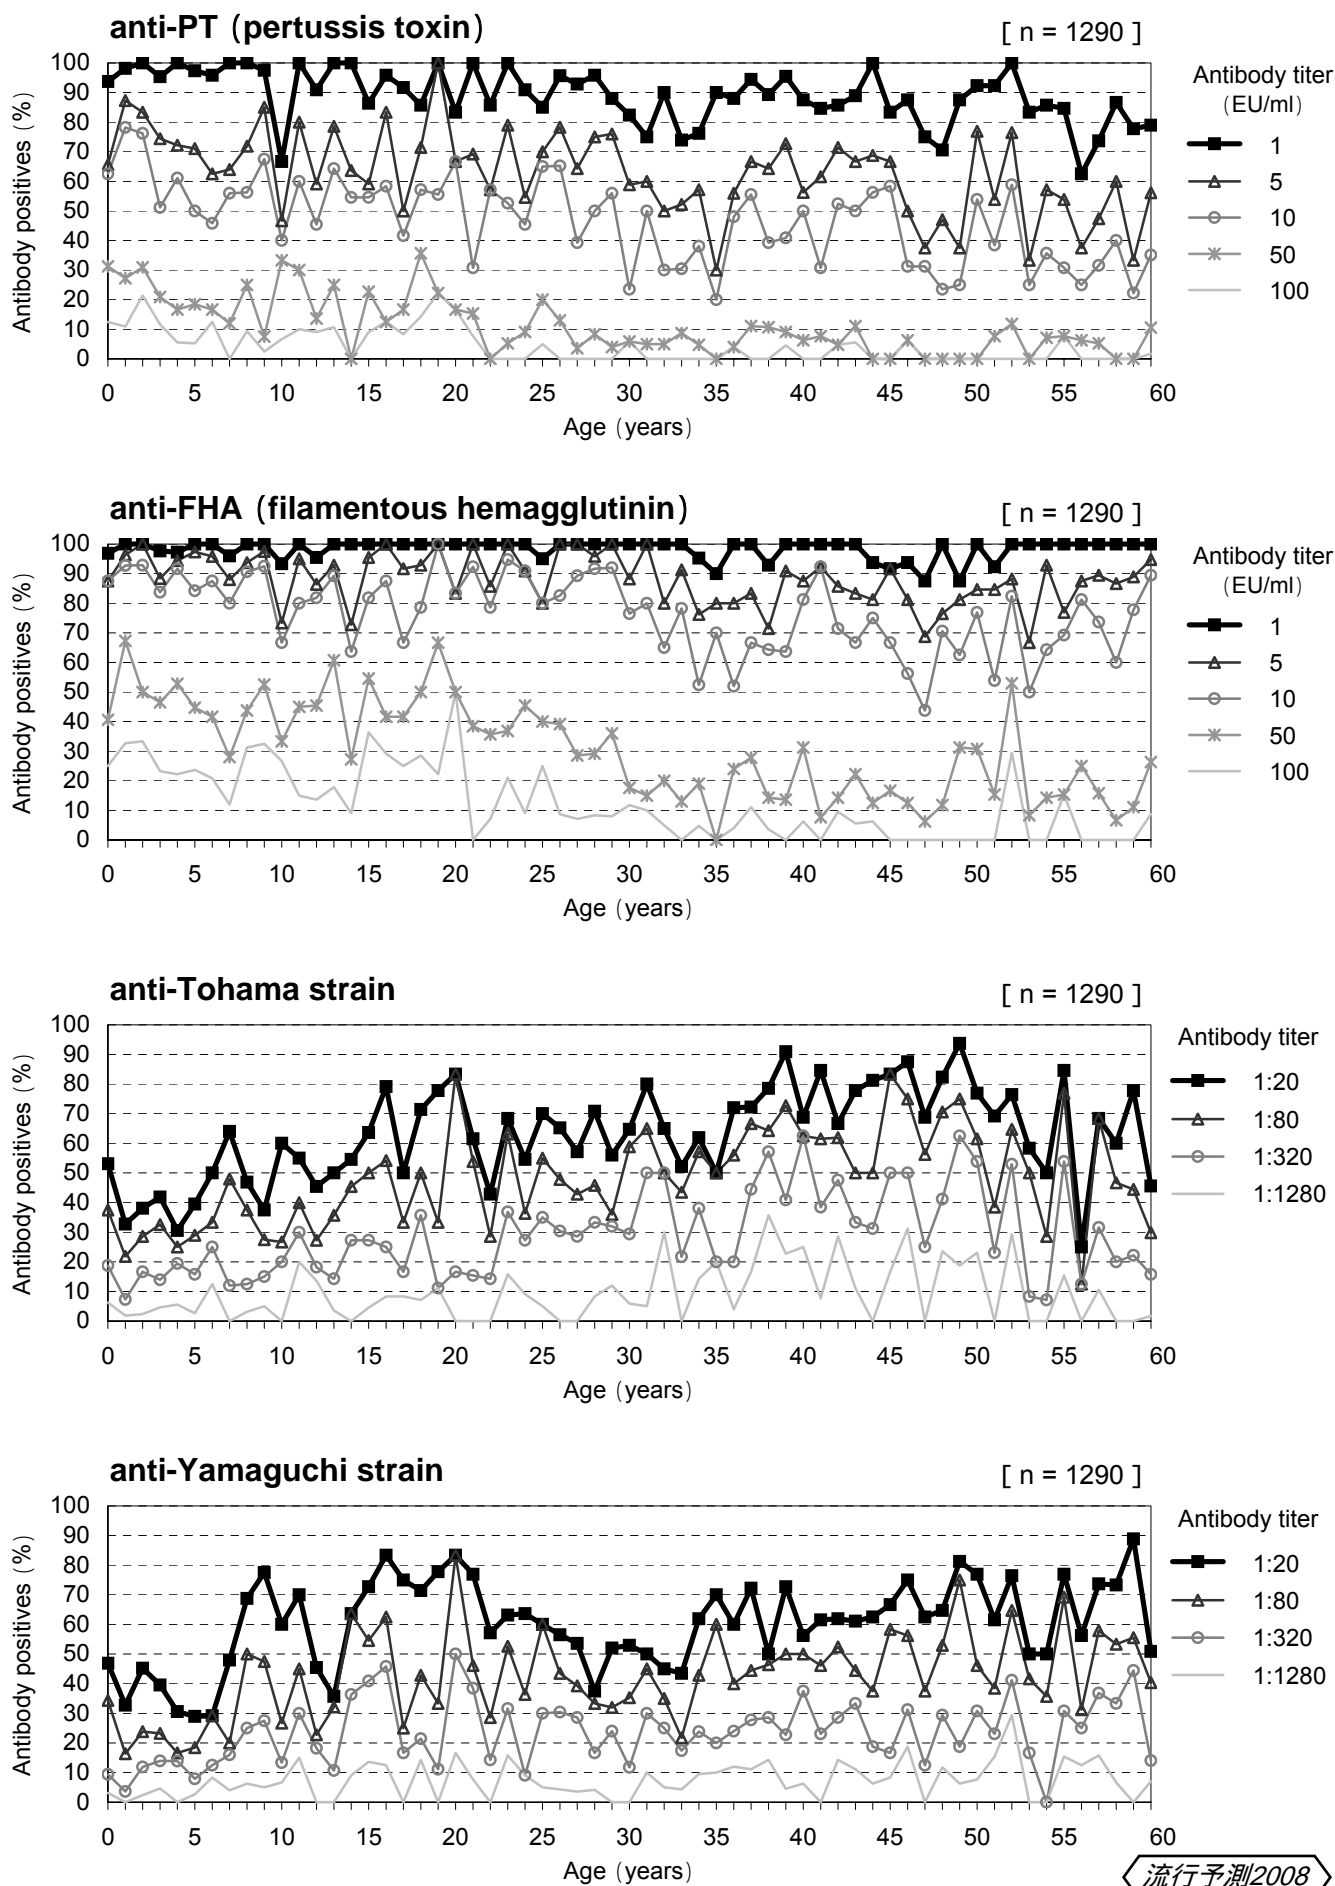 anti-PT (pertussis toxin)
[ n = 1290 ]
Antibody positives (%)
100
90
80
70
60
50
40
30
20
10
0
0 5 10 15 20 25 30 35 40 45 50 55 60
Age (years)
Antibody titer
(EU/ml)
1
5
10
50
100
anti-FHA (filamentous hemagglutinin)
[ n = 1290 ]
Antibody positives (%)
100
90
80
70
60
50
40
30
20
10
0
0 5 10 15 20 25 30 35 40 45 50 55 60
Age (years)
Antibody titer
(EU/ml)
1
5
10
50
100
anti-Tohama strain
[ n = 1290 ]
Antibody positives (%)
100
90
80
70
60
50
40
30
20
10
0
0 5 10 15 20 25 30 35 40 45 50 55 60
Age (years)
Antibody titer
1:20
1:80
1:320
1:1280
anti-Yamaguchi strain
[ n = 1290 ]
Antibody positives (%)
100
90
80
70
60
50
40
30
20
10
0
0 5 10 15 20 25 30 35 40 45 50 55 60
Age (years)
Antibody titer
1:20
1:80
1:320
1:1280
流行予測2008